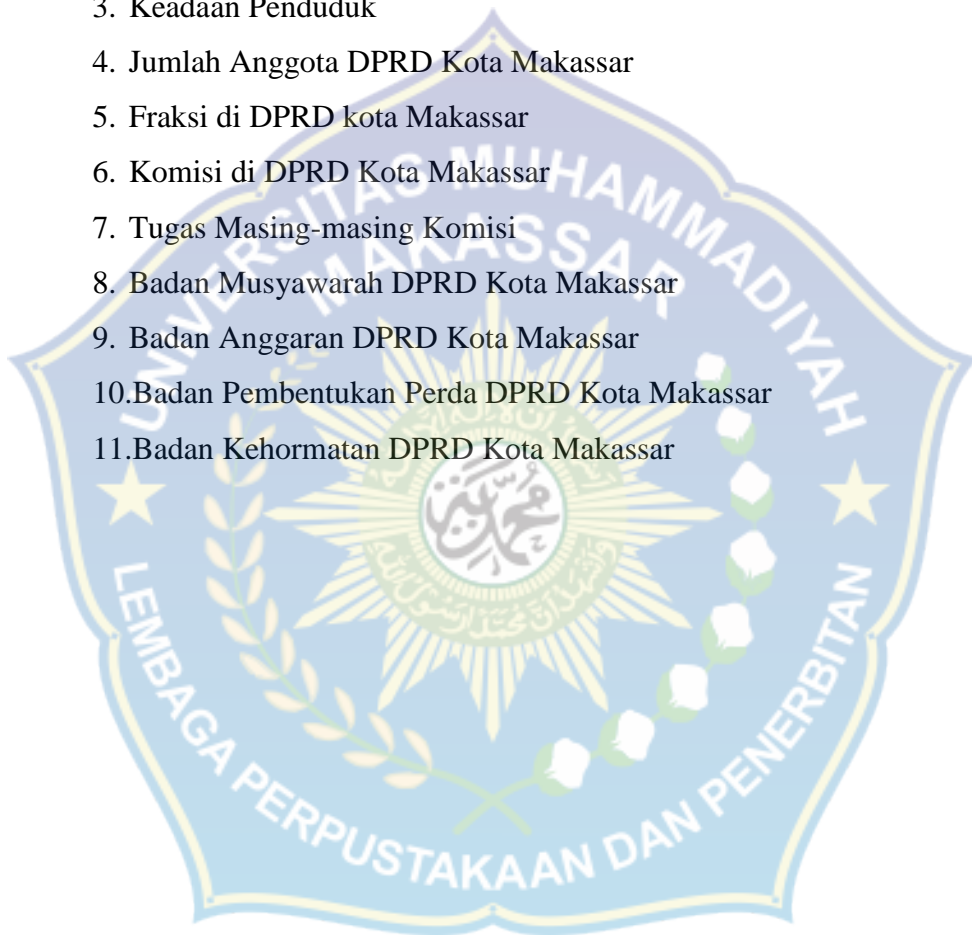 3. Keadaan Penduduk
4. Jumlah Anggota DPRD Kota Makassar
5. Fraksi di DPRD kota Makassar
6. Komisi di DPRD Kota Makassar
7. Tugas Masing-masing Komisi
8. Badan Musyawarah DPRD Kota Makassar
9. Badan Anggaran DPRD Kota Makassar
10.Badan Pembentukan Perda DPRD Kota Makassar
11.Badan Kehormatan DPRD Kota Makassar
UNIVERSITAS MUHAMMADIYAH
MAKASSAR
محمدية
LEMBAGA PERPUSTAKAAN DAN PENERBITAN